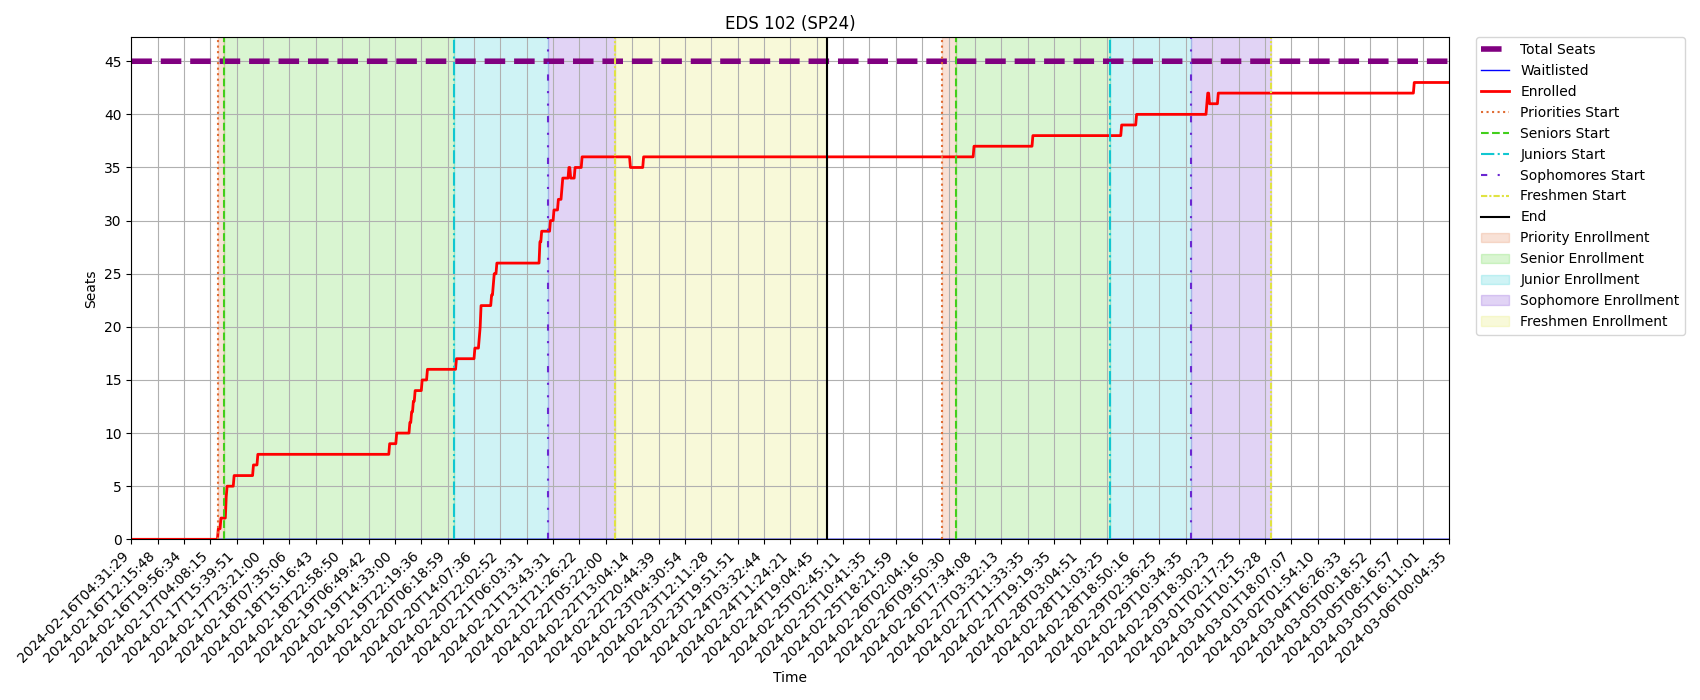 EDS 102 (SP24)
Seats
45
40
35
30
25
20
15
10
5
0
2024-02-16T04:31:29
2024-02-16T12:15:48
2024-02-16T19:56:34
2024-02-17T04:08:15
2024-02-17T15:39:51
2024-02-17T23:21:00
2024-02-18T07:35:06
2024-02-18T15:16:43
2024-02-18T22:58:50
2024-02-19T06:49:42
2024-02-19T14:33:00
2024-02-19T22:19:36
2024-02-20T06:18:59
2024-02-20T14:07:36
2024-02-20T22:02:52
2024-02-21T06:03:31
2024-02-21T13:43:31
2024-02-21T21:26:22
2024-02-22T05:22:00
2024-02-22T13:04:14
2024-02-22T20:44:39
2024-02-23T04:30:54
2024-02-23T12:11:28
2024-02-23T19:51:51
2024-02-24T03:32:44
2024-02-24T11:24:21
2024-02-24T19:04:45
2024-02-25T02:45:11
2024-02-25T10:41:35
2024-02-25T18:21:59
2024-02-26T02:04:16
2024-02-26T09:50:30
2024-02-26T17:34:08
2024-02-27T03:32:13
2024-02-27T11:33:35
2024-02-27T19:19:35
2024-02-28T03:04:51
2024-02-28T11:03:25
2024-02-28T18:50:16
2024-02-29T02:36:25
2024-02-29T10:34:35
2024-02-29T18:30:23
2024-03-01T02:17:25
2024-03-01T10:15:28
2024-03-01T18:07:07
2024-03-02T01:54:10
2024-03-04T16:26:33
2024-03-05T00:18:52
2024-03-05T08:16:57
2024-03-05T16:11:01
2024-03-06T00:04:35
Time
Total Seats
Waitlisted
Enrolled
Priorities Start
Seniors Start
Juniors Start
Sophomores Start
Freshmen Start
End
Priority Enrollment
Senior Enrollment
Junior Enrollment
Sophomore Enrollment
Freshmen Enrollment